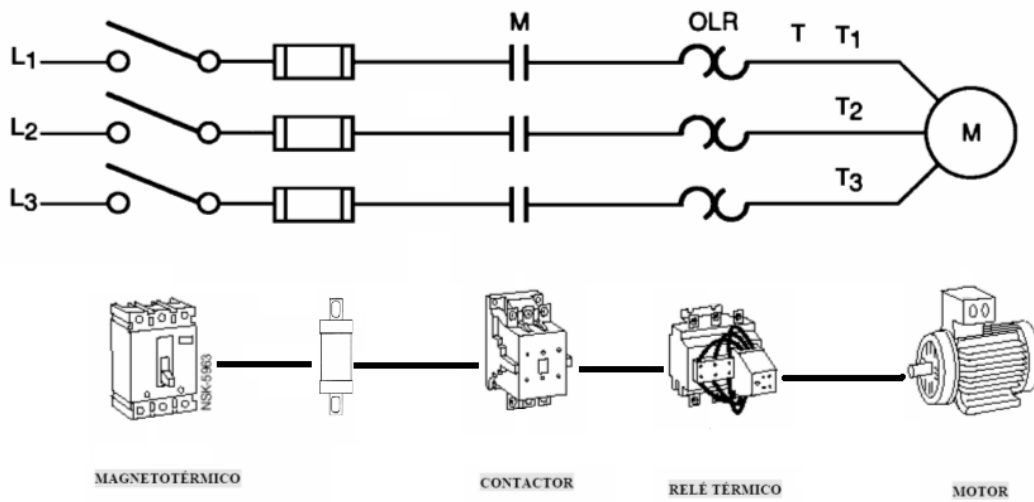 M OLR T T1
L1
L2 T2
M
L3 T3
NSK-5963
MAGNETOTÉRMICO
CONTACTOR
RELÉ TÉRMICO
MOTOR